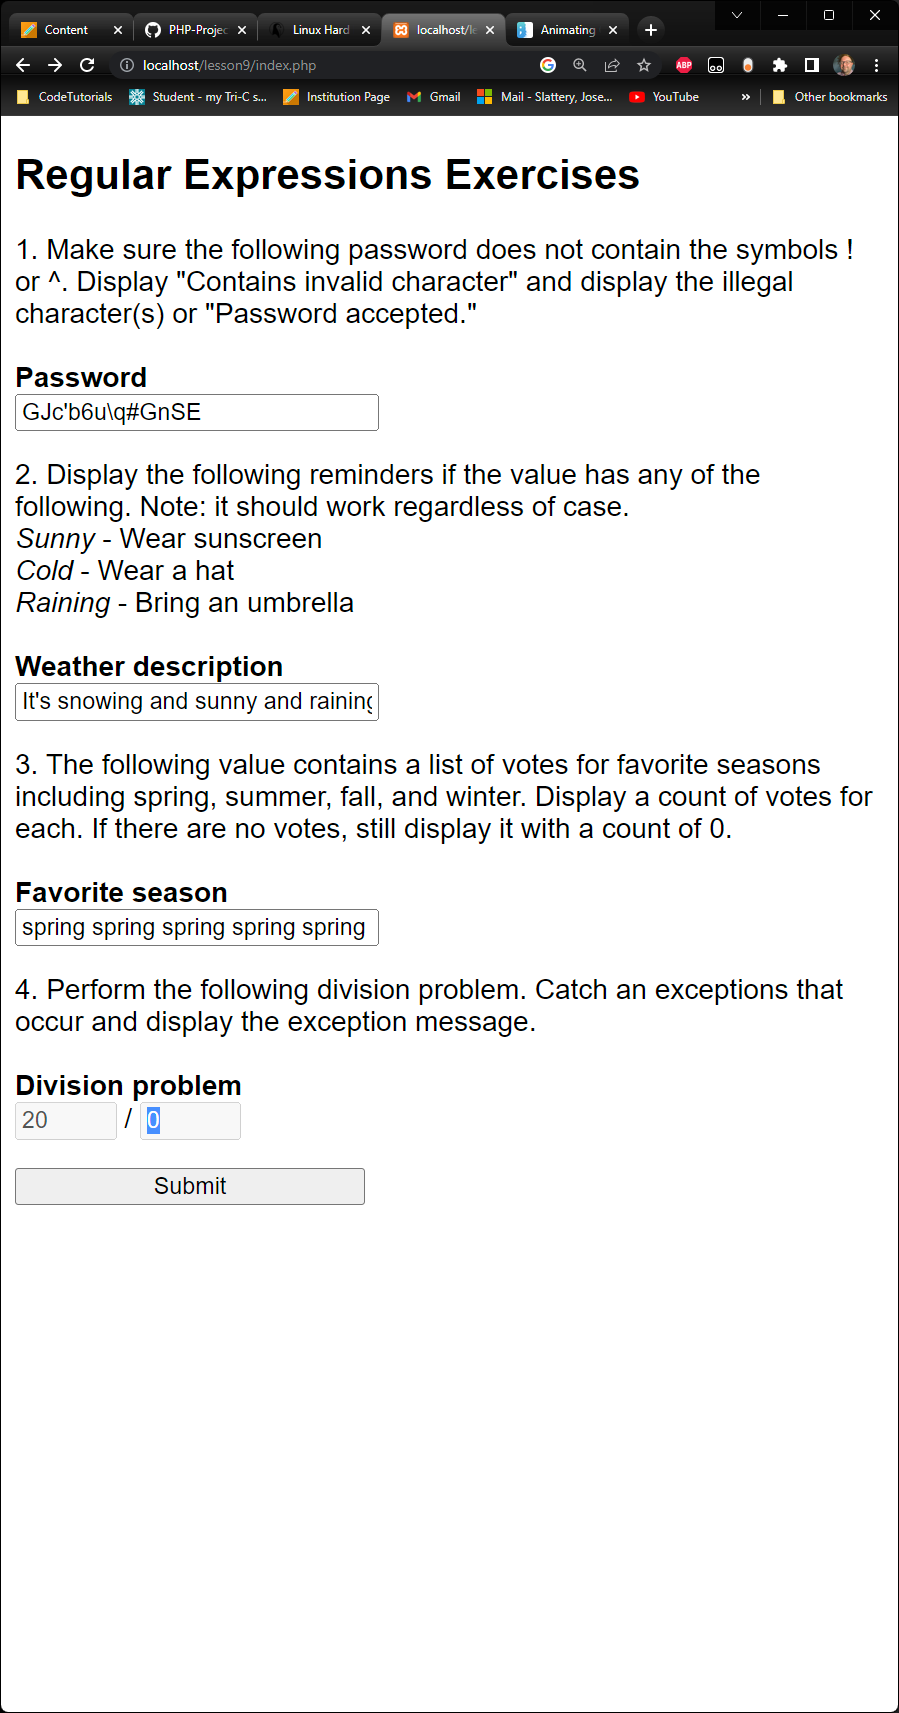 Content
PHP-Projec
Linux Hard
localhost/le
Animating
localhost/lesson9/index.php
ABP
CodeTutorials
Student - my Tri-C s...
Institution Page
Gmail
Mail - Slattery, Jose...
YouTube
»
Other bookmarks
Regular Expressions Exercises
1. Make sure the following password does not contain the symbols !
or ^. Display "Contains invalid character" and display the illegal
character(s) or "Password accepted."
Password
GJc'b6u\q#GnSE
2. Display the following reminders if the value has any of the
following. Note: it should work regardless of case.
Sunny - Wear sunscreen
Cold - Wear a hat
Raining - Bring an umbrella
Weather description
It's snowing and sunny and raining
3. The following value contains a list of votes for favorite seasons
including spring, summer, fall, and winter. Display a count of votes for
each. If there are no votes, still display it with a count of 0.
Favorite season
spring spring spring spring spring
4. Perform the following division problem. Catch an exceptions that
occur and display the exception message.
Division problem
20 / 0
Submit